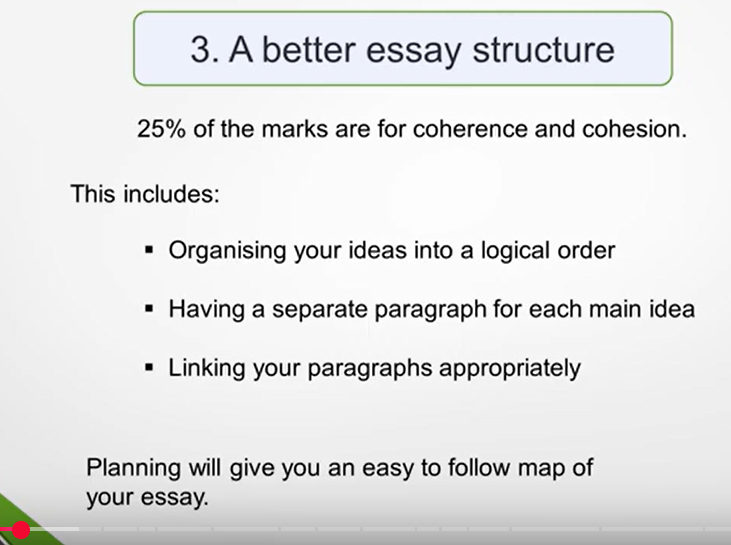 3. A better essay structure
25% of the marks are for coherence and cohesion.
This includes:
▪ Organising your ideas into a logical order
▪ Having a separate paragraph for each main idea
▪ Linking your paragraphs appropriately
Planning will give you an easy to follow map of
your essay.